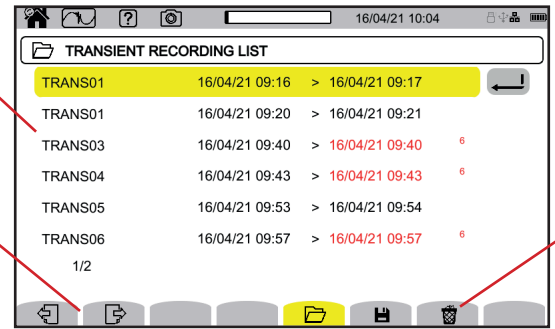 ? 16/04/21 10:04
TRANSIENT RECORDING LIST
TRANS01 16/04/21 09:16 > 16/04/21 09:17
TRANS01 16/04/21 09:20 > 16/04/21 09:21
TRANS03 16/04/21 09:40 > 16/04/21 09:40 6
TRANS04 16/04/21 09:43 > 16/04/21 09:43 6
TRANS05 16/04/21 09:53 > 16/04/21 09:54
TRANS06 16/04/21 09:57 > 16/04/21 09:57 6
1/2